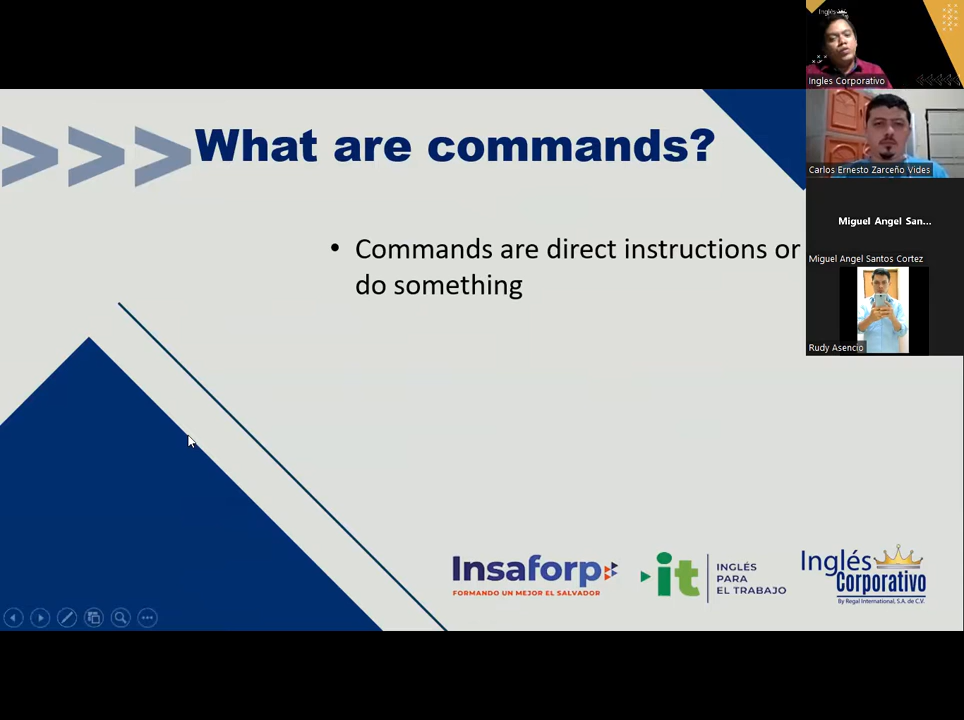 What are commands?
• Commands are direct instructions or
do something
Insaforp
FORMANDO UN MEJOR EL SALVADOR
it
INGLÉS
PARA
EL TRABAJO
Inglés
Corporativo
By Regal International, S.A. de C.V.
Inglés
Ingles Corporativo
Carlos Ernesto Zarceño Vides
Miguel Angel San...
Miguel Angel Santos Cortez
Rudy Asencio